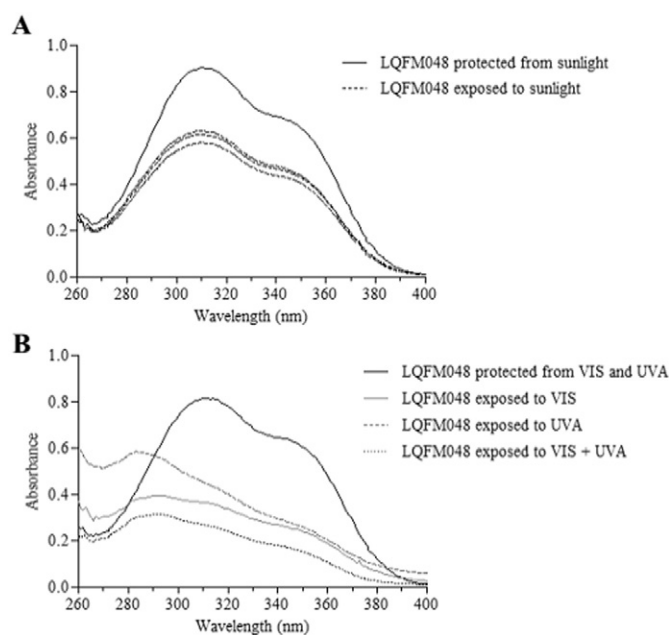 A
1.0
0.8
0.6
0.4
0.2
0.0
Absorbance
260 280 300 320 340 360 380 400
Wavelength (nm)
LQFM048 protected from sunlight
LQFM048 exposed to sunlight
B
1.0
0.8
0.6
0.4
0.2
0.0
Absorbance
260 280 300 320 340 360 380 400
Wavelength (nm)
LQFM048 protected from VIS and UVA
LQFM048 exposed to VIS
LQFM048 exposed to UVA
LQFM048 exposed to VIS + UVA